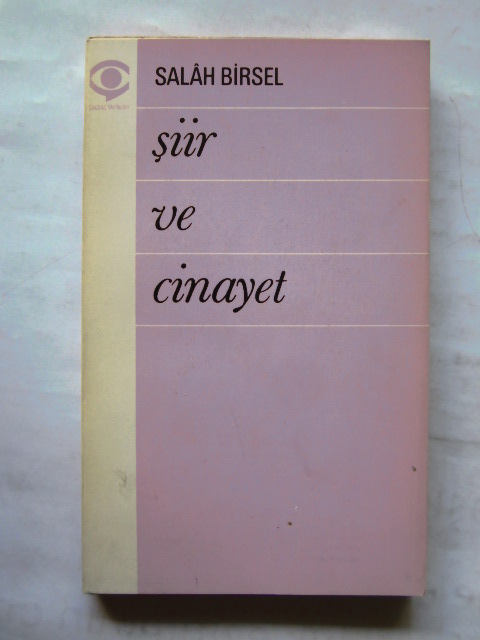 SALÂH BİRSEL
şiir
ve
cinayet